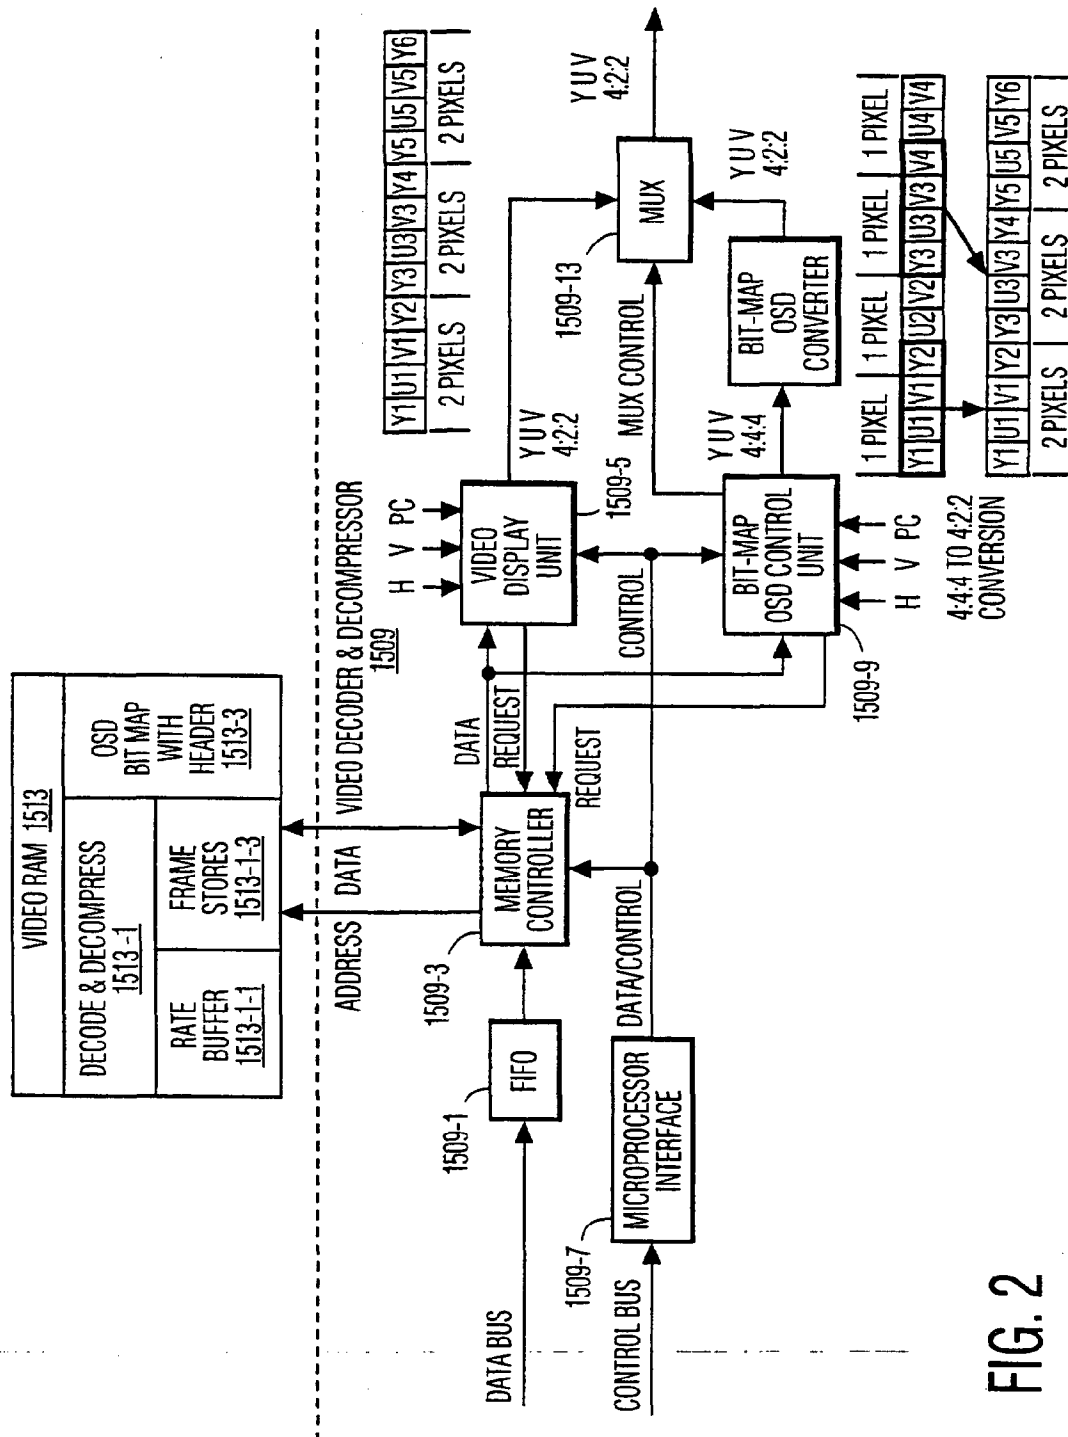 VIDEO RAM 1513
DECODE & DECOMPRESS
1513-1
RATE
BUFFER
1513-1-1
FRAME
STORES
1513-1-3
OSD
BIT MAP
WITH
HEADER
1513-3
ADDRESS
DATA
VIDEO DECODER & DECOMPRESSOR
1509
Y1 U1 V1 Y2 Y3 U3 V3 Y4 Y5 U5 V5 Y6
2 PIXELS 2 PIXELS 2 PIXELS
H V PC
DATA BUS
1509-1
FIFO
1509-3
MEMORY
CONTROLLER
DATA
REQUEST
REQUEST
VIDEO
DISPLAY
UNIT
1509-5
Y U V
4:2:2
1509-13
MUX
Y U V
4:2:2
CONTROL BUS
1509-7
MICROPROCESSOR
INTERFACE
DATA/CONTROL
CONTROL
MUX CONTROL
1509-9
BIT-MAP
OSD CONTROL
UNIT
Y U V
4:4:4
BIT-MAP
OSD
CONVERTER
Y U V
4:2:2
H V PC
4:4:4 TO 4:2:2
CONVERSION
1 PIXEL 1 PIXEL 1 PIXEL 1 PIXEL
Y1 U1 V1 Y2 U2 V2 Y3 U3 V3 V4 U4 V4
Y1 U1 V1 Y2 Y3 U3 V3 Y4 Y5 U5 V5 Y6
2 PIXELS 2 PIXELS 2 PIXELS
FIG. 2